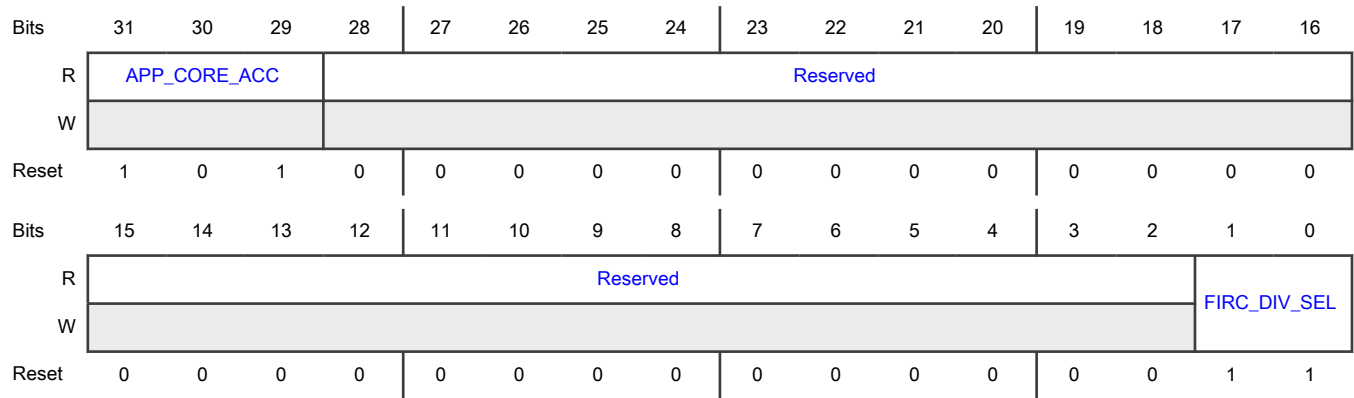 Bits 31 30 29 28 27 26 25 24 23 22 21 20 19 18 17 16
R APP_CORE_ACC Reserved
W
Reset 1 0 1 0 0 0 0 0 0 0 0 0 0 0 0 0
Bits 15 14 13 12 11 10 9 8 7 6 5 4 3 2 1 0
R Reserved FIRC_DIV_SEL
W
Reset 0 0 0 0 0 0 0 0 0 0 0 0 0 0 1 1